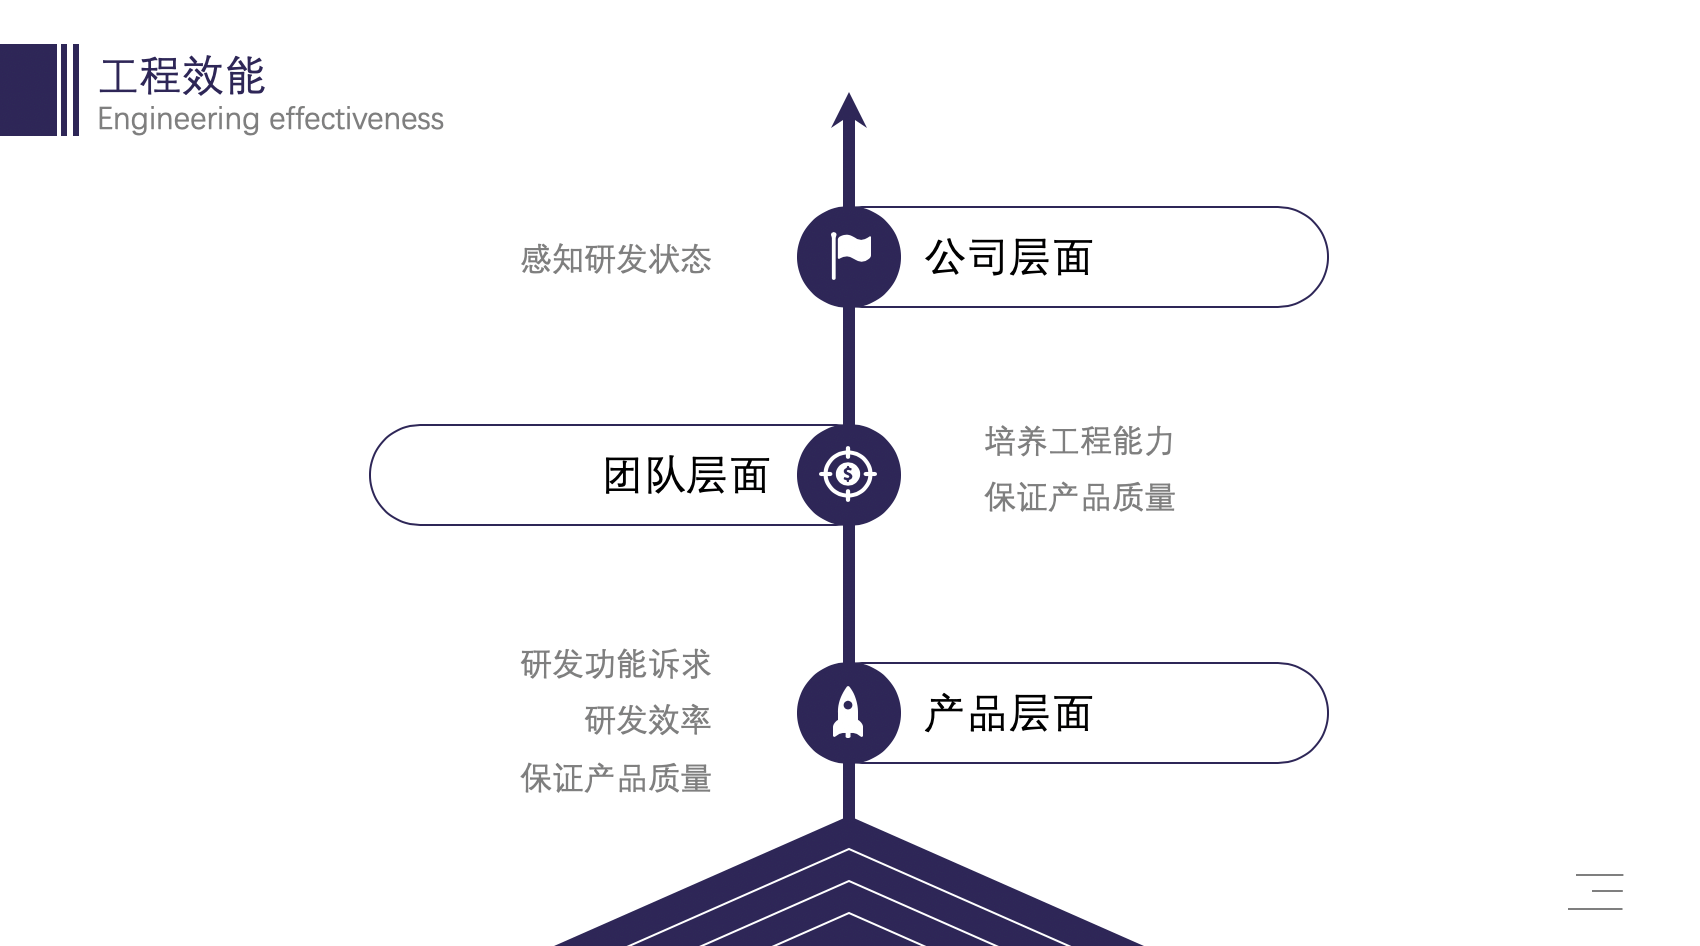 工程效能
Engineering effectiveness
感知研发状态
公司层面
团队层面
培养工程能力
保证产品质量
研发功能诉求
研发效率
保证产品质量
产品层面